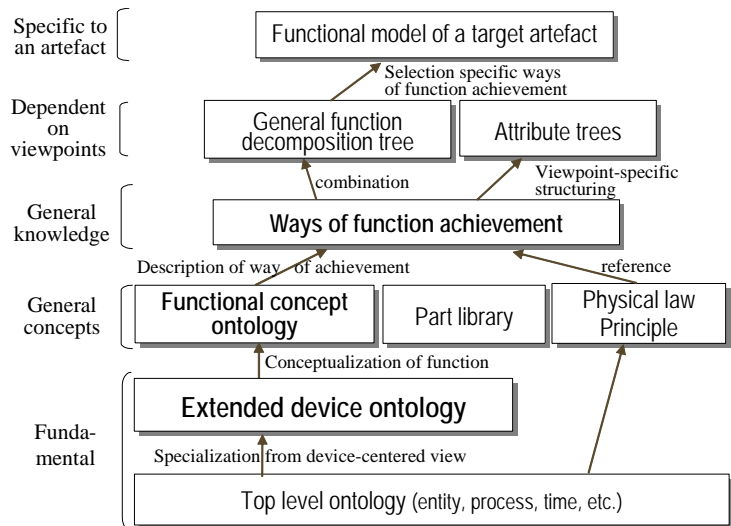 Specific to
an artefact
Functional model of a target artefact
Selection specific ways
of function achievement
Dependent
on
viewpoints
General function
decomposition tree
Attribute trees
combination
Viewpoint-specific
structuring
General
knowledge
Ways of function achievement
Description of way of achievement
reference
General
concepts
Functional concept
ontology
Part library
Physical law
Principle
Conceptualization of function
Funda-
mental
Extended device ontology
Specialization from device-centered view
Top level ontology (entity, process, time, etc.)